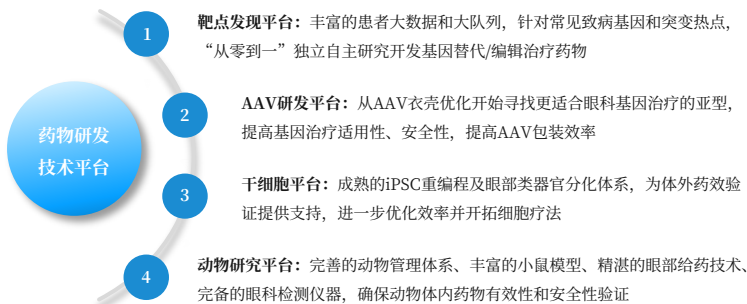 药物研发
技术平台
1
靶点发现平台：丰富的患者大数据和大队列，针对常见致病基因和突变热点，
“从零到一”独立自主研究开发基因替代/编辑治疗药物
2
AAV研发平台：从AAV衣壳优化开始寻找更适合眼科基因治疗的亚型，
提高基因治疗适用性、安全性，提高AAV包装效率
3
干细胞平台：成熟的iPSC重编程及眼部类器官分化体系，为体外药效验
证提供支持，进一步优化效率并开拓细胞疗法
4
动物研究平台：完善的动物管理体系、丰富的小鼠模型、精湛的眼部给药技术、
完备的眼科检测仪器，确保动物体内药物有效性和安全性验证